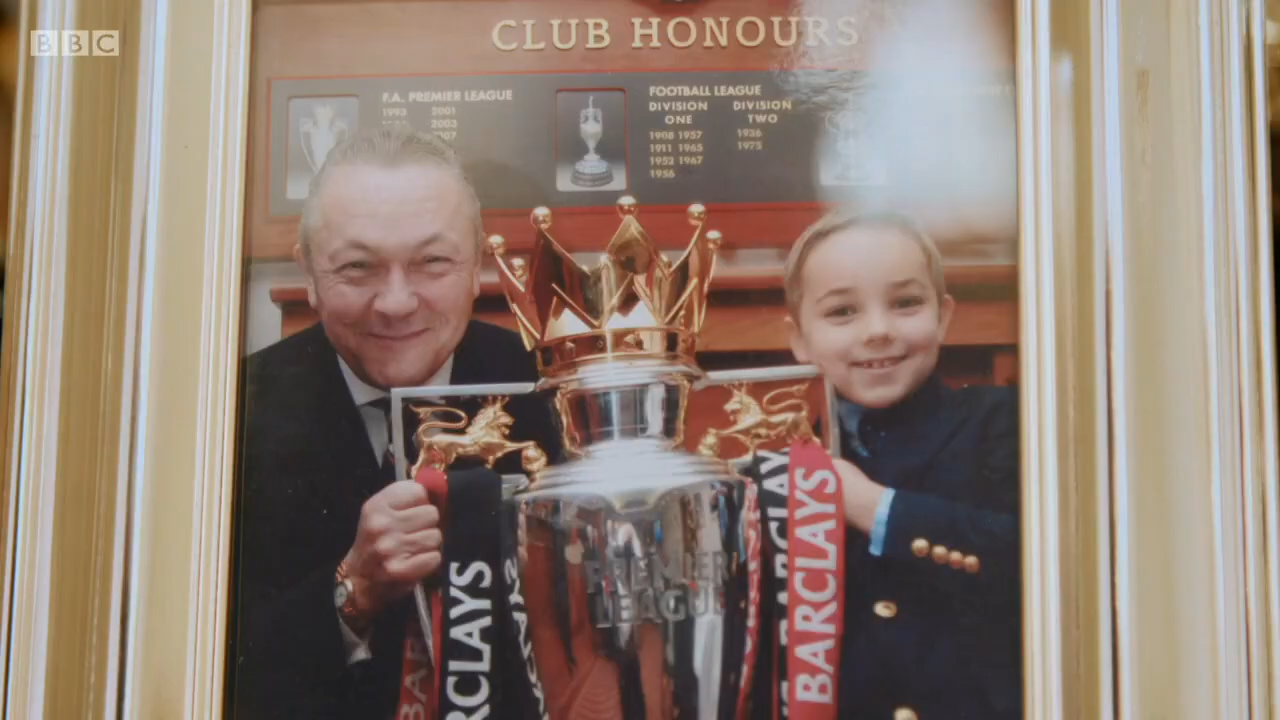 BBC
CLUB HONOURS
F.A. PREMIER LEAGUE
1993 2001
2003
2007
FOOTBALL LEAGUE
DIVISION ONE
DIVISION TWO
1908 1957
1911 1965
1952 1967
1956
1936
1975
PREMIER
LEAGUE
BARCLAYS
BARCLAYS
BARCLAYS